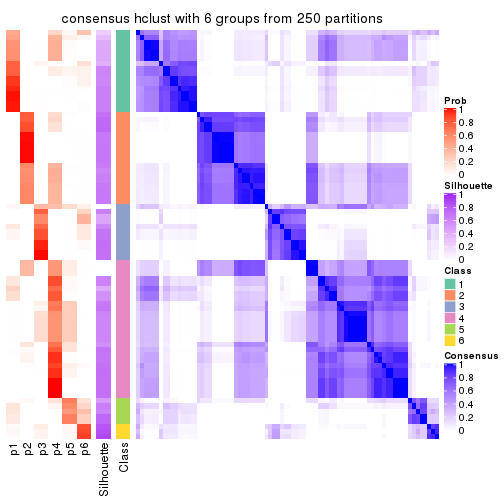 consensus hclust with 6 groups from 250 partitions
Prob
1
0.8
0.6
0.4
0.2
0
Silhouette
1
0.8
0.6
0.4
0.2
0
Class
1
2
3
4
5
6
Consensus
1
0.8
0.6
0.4
0.2
0
p1
p2
p3
p4
p5
p6
Silhouette
Class